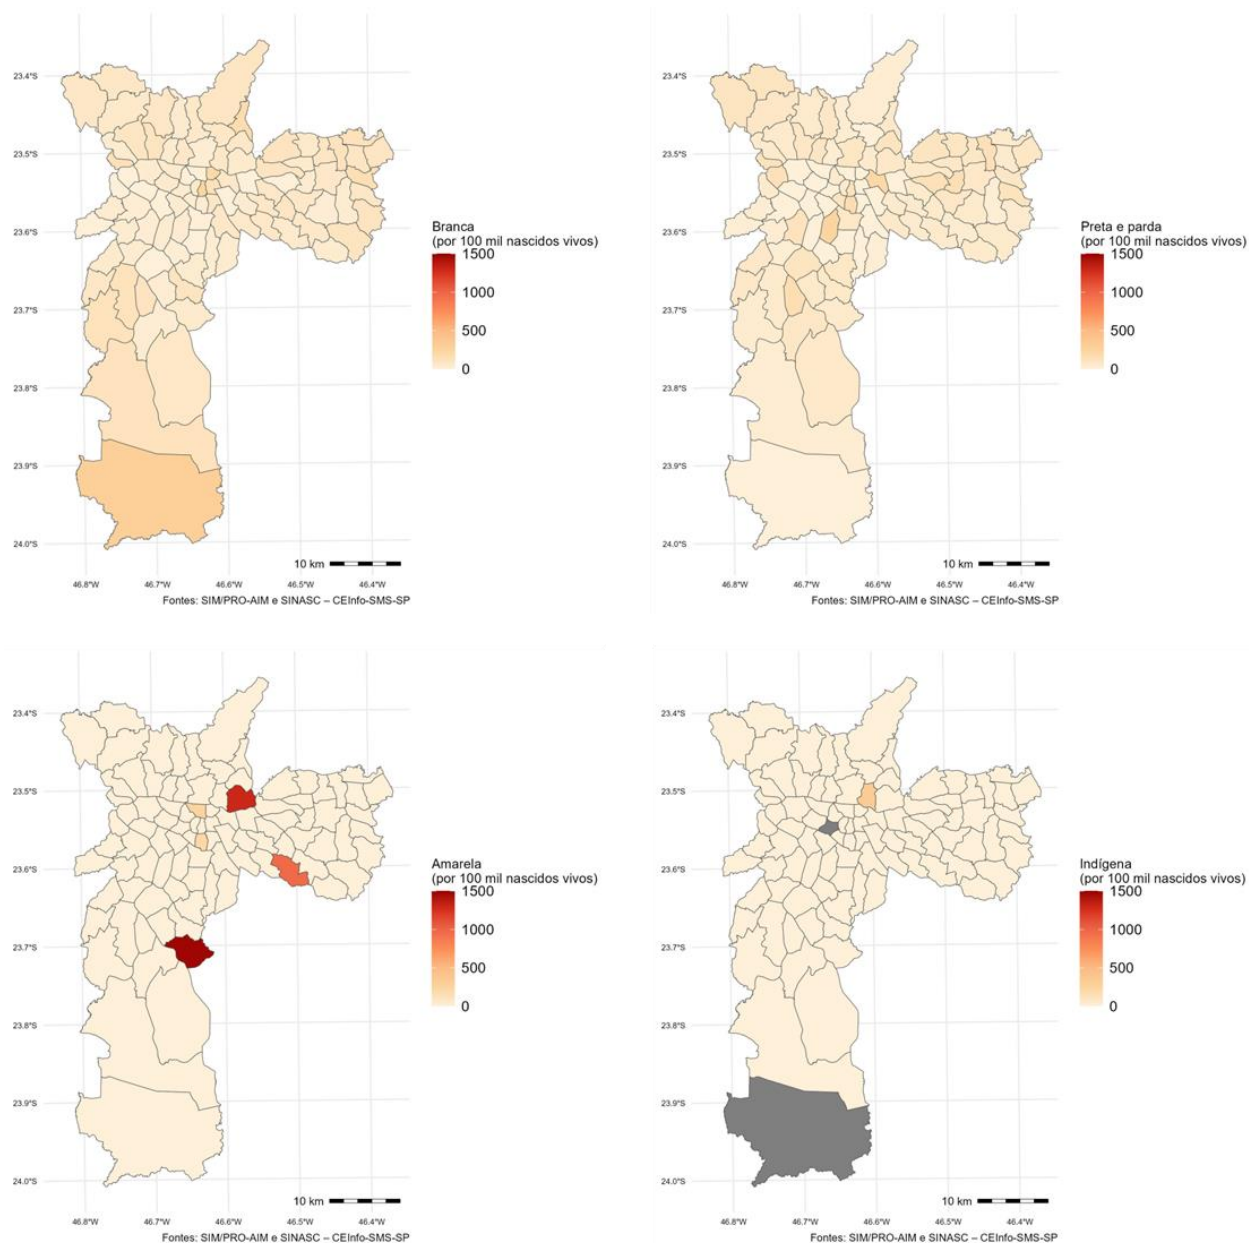 23.4°S
23.5°S
23.6°S
23.7°S
23.8°S
23.9°S
24.0°S
46.8°W 46.7°W 46.6°W 46.5°W 46.4°W
Branca
(por 100 mil nascidos vivos)
1500
1000
500
0
10 km
Fontes: SIM/PRO-AIM e SINASC – CEInfo-SMS-SP
23.4°S
23.5°S
23.6°S
23.7°S
23.8°S
23.9°S
24.0°S
46.8°W 46.7°W 46.6°W 46.5°W 46.4°W
Preta e parda
(por 100 mil nascidos vivos)
1500
1000
500
0
10 km
Fontes: SIM/PRO-AIM e SINASC – CEInfo-SMS-SP
23.4°S
23.5°S
23.6°S
23.7°S
23.8°S
23.9°S
24.0°S
46.8°W 46.7°W 46.6°W 46.5°W 46.4°W
Amarela
(por 100 mil nascidos vivos)
1500
1000
500
0
10 km
Fontes: SIM/PRO-AIM e SINASC – CEInfo-SMS-SP
23.4°S
23.5°S
23.6°S
23.7°S
23.8°S
23.9°S
24.0°S
46.8°W 46.7°W 46.6°W 46.5°W 46.4°W
Indígena
(por 100 mil nascidos vivos)
1500
1000
500
0
10 km
Fontes: SIM/PRO-AIM e SINASC – CEInfo-SMS-SP